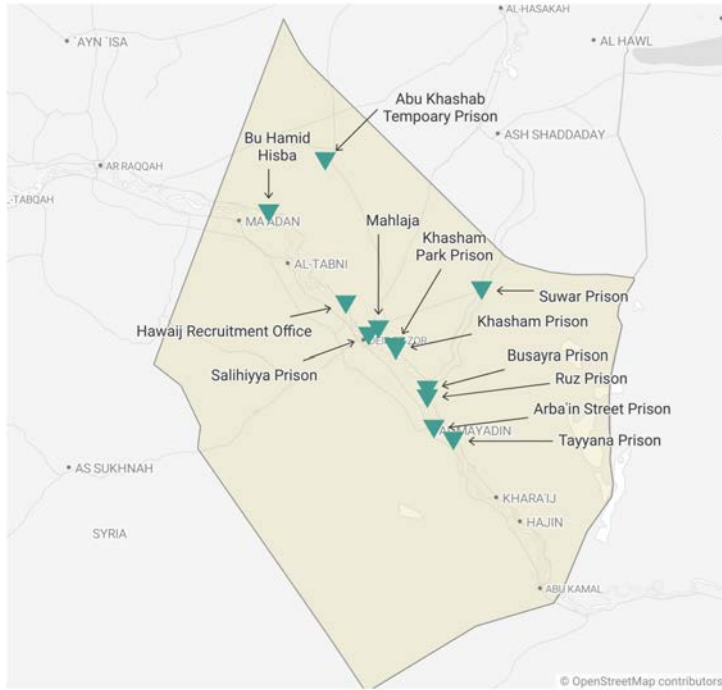 AL-HASAKAH
`AYN `ISA
AL HAWL
Abu Khashab
Tempoary Prison
ASH SHADDADAY
Bu Hamid
Hisba
AR RAQQAH
L-TABQAH
Mahlaja
MA'ADAN
Khasham
Park Prison
AL-TABNI
Suwar Prison
Hawaij Recruitment Office
Khasham Prison
Salihiyya Prison
Busayra Prison
Ruz Prison
Arba'in Street Prison
MAYADIN
Tayyana Prison
AS SUKHNAH
KHARA'IJ
HAJIN
SYRIA
ABU KAMAL
© OpenStreetMap contributors